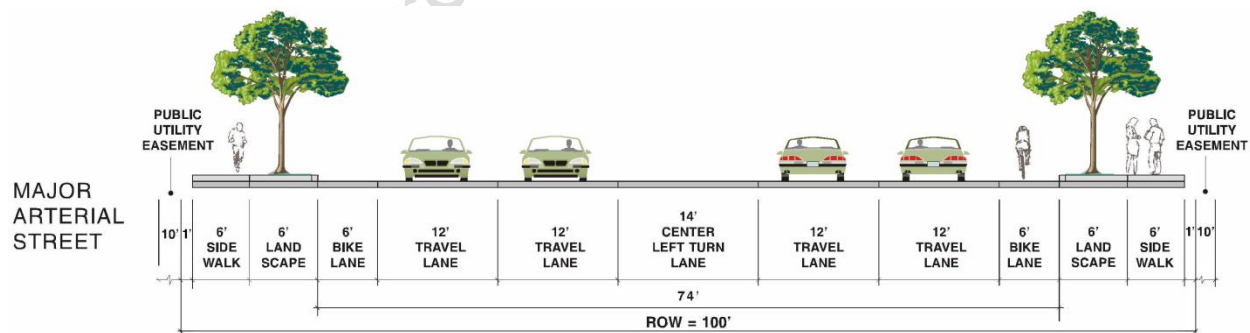 PUBLIC
UTILITY
EASEMENT
PUBLIC
UTILITY
EASEMENT
MAJOR
ARTERIAL
STREET
10'
1'
6'
SIDE
WALK
6'
LAND
SCAPE
6'
BIKE
LANE
12'
TRAVEL
LANE
12'
TRAVEL
LANE
14'
CENTER
LEFT TURN
LANE
12'
TRAVEL
LANE
12'
TRAVEL
LANE
6'
BIKE
LANE
6'
LAND
SCAPE
6'
SIDE
WALK
1'
10'
74'
ROW = 100'